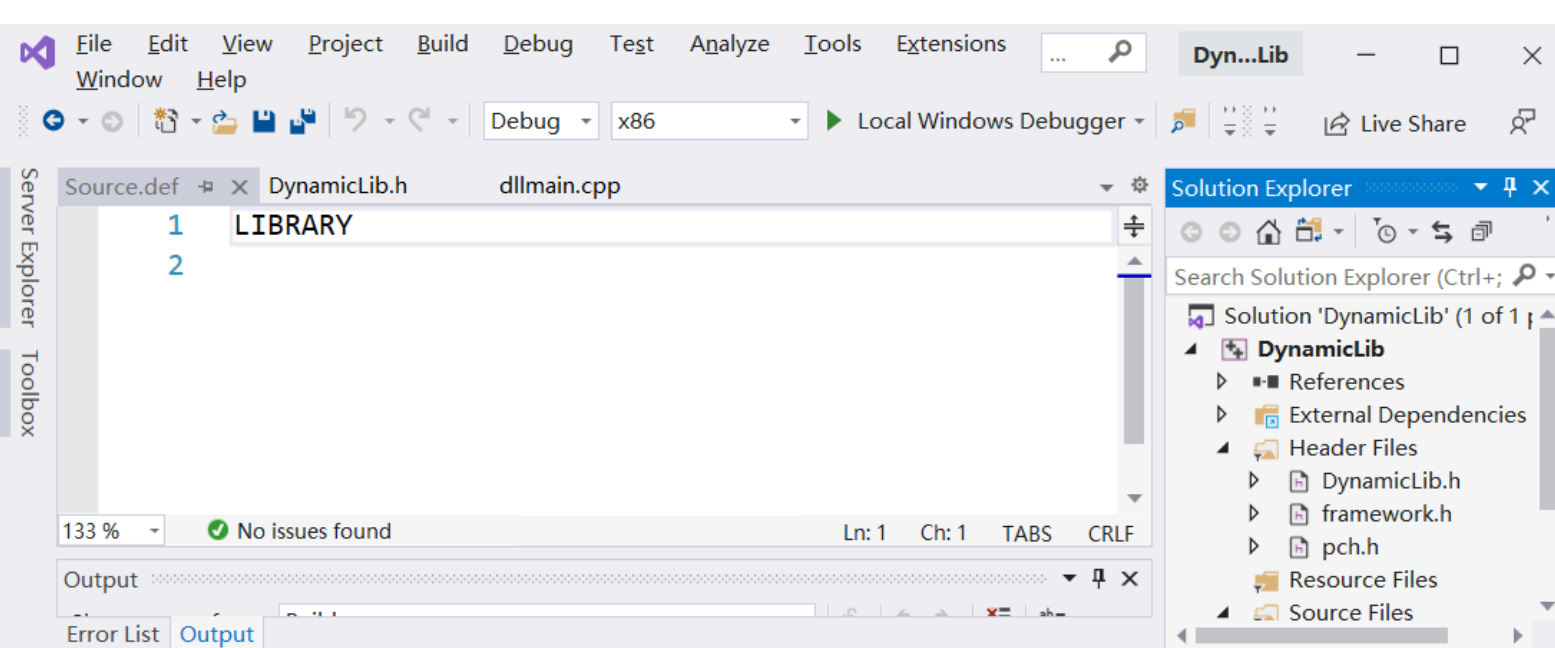 File Edit View Project Build Debug Test Analyze Tools Extensions ... Dyn...Lib
Window Help
Debug x86 Local Windows Debugger Live Share
Server Explorer
Toolbox
Source.def DynamicLib.h dllmain.cpp
1 LIBRARY
2
133 % No issues found Ln: 1 Ch: 1 TABS CRLF
Output
Error List Output
Solution Explorer
Search Solution Explorer (Ctrl+;
Solution 'DynamicLib' (1 of 1
DynamicLib
References
External Dependencies
Header Files
DynamicLib.h
framework.h
pch.h
Resource Files
Source Files